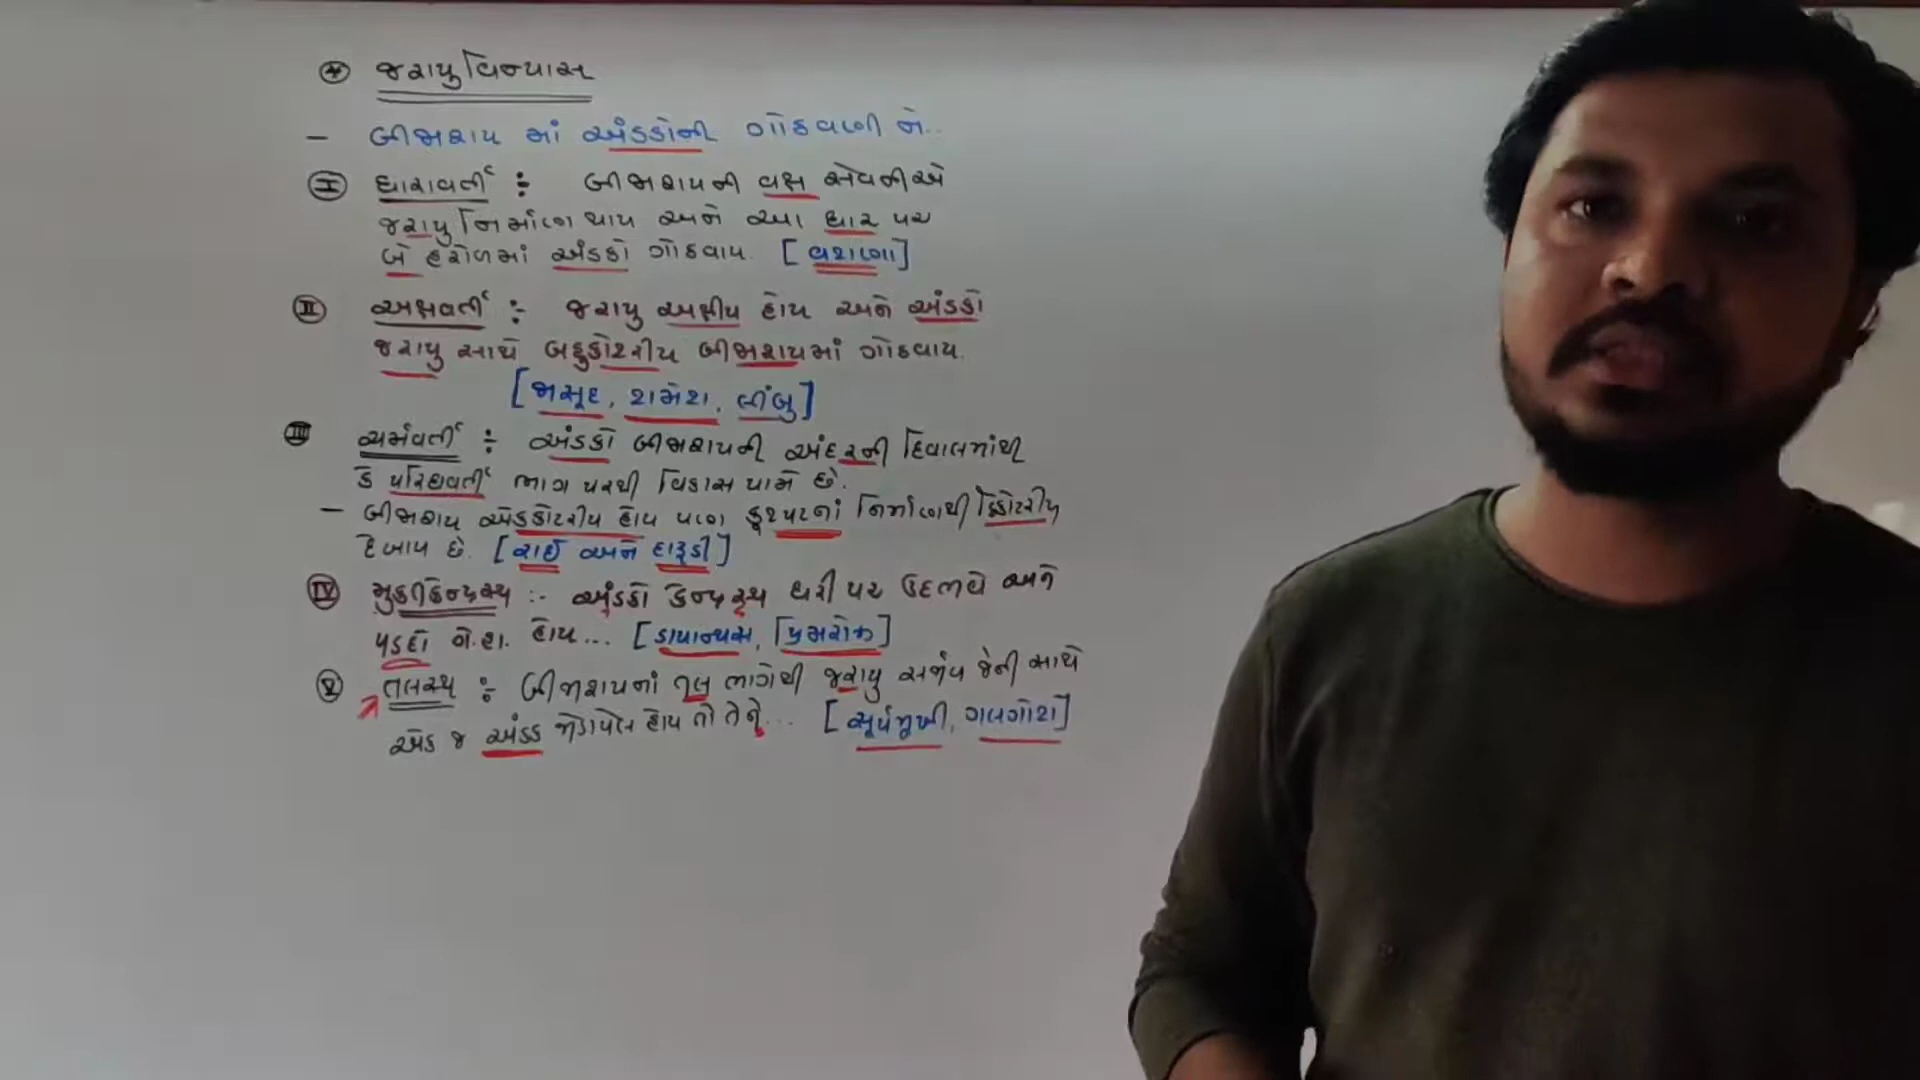 * જરાયુવિન્યાસ
- બીજાશય માં અંડકોની ગોઠવણી ને..
I ધારાવર્તી ÷ બીજાશયની વક્ષ સેવનીએ
જરાયુ નિર્માણ થાય અને આ ધાર પર
બે હરોળમાં અંડકો ગોઠવાય. [વટાણા]
II અક્ષવર્તી :- જરાયુ અક્ષીય હોય અને અંડકો
જરાયુ સાથે બહુકોટરીય બીજાશયમાં ગોઠવાય.
[જાસૂદ, ટામેટા, લીંબુ]
III ચર્મવર્તી ÷ અંડકો બીજાશયની અંદરની દિવાલમાંથી
કે પરિઘવર્તી ભાગ પરથી વિકાસ પામે છે.
- બીજાશય એકકોટરીય હોય પણ કૂટપટનાં નિર્માણથી દ્વિકોટરીય
દેખાય છે. [રાઈ અને દારૂડી]
IV મુક્તકેન્દ્રસ્થ :- અંડકો કેન્દ્રસ્થ ધરી પર ઉદભવે અને
પડદો ગે.હા. હોય... [ડાયાન્થસ, પ્રિમરોઝ]
V તલસ્થ ÷ બીજાશયનાં તલ ભાગેથી જરાયુ સર્જાય જેની સાથે
એક જ અંડક જોડાયેલ હોય તો તેને... [સૂર્યમુખી, ગલગોટા]